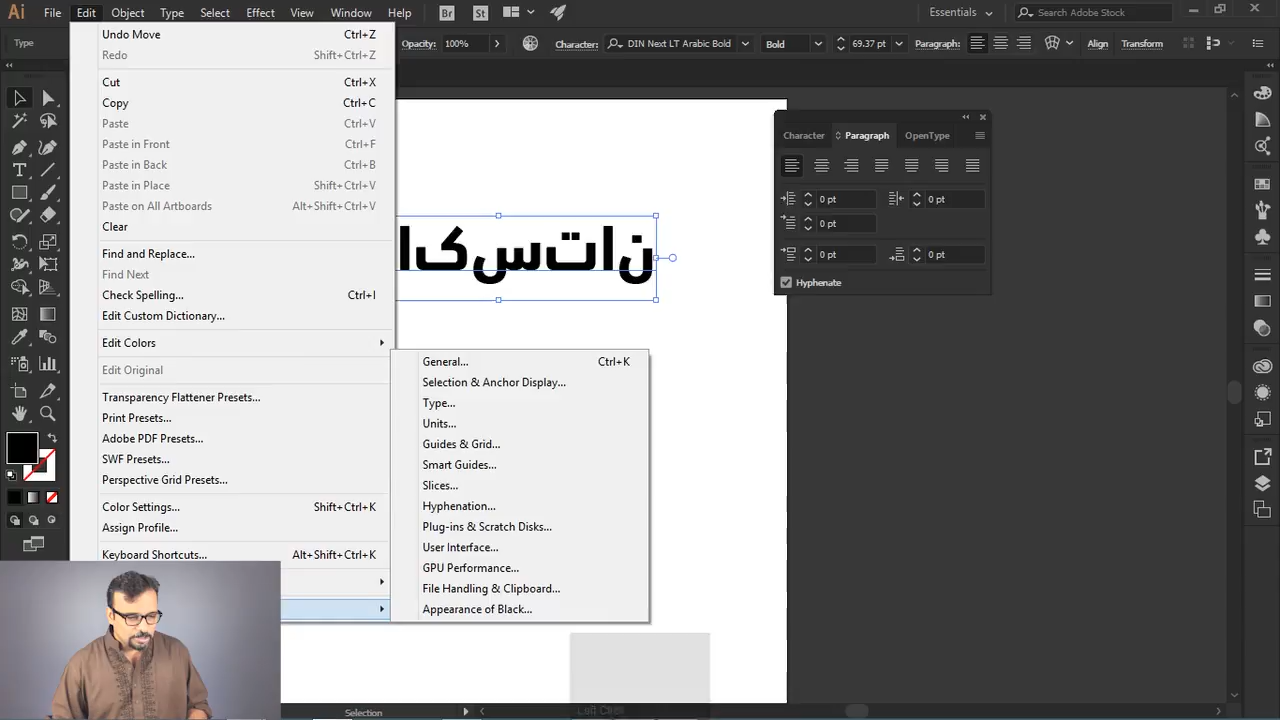 Ai File Edit Object Type Select Effect View Window Help Br St Essentials Search Adobe Stock
Type Opacity: 100% Character: DIN Next LT Arabic Bold Bold 69.37 pt Paragraph: Align Transform
Undo Move Ctrl+Z
Redo Shift+Ctrl+Z
Cut Ctrl+X
Copy Ctrl+C
Paste Ctrl+V
Paste in Front Ctrl+F
Paste in Back Ctrl+B
Paste in Place Shift+Ctrl+V
Paste on All Artboards Alt+Shift+Ctrl+V
Clear
Find and Replace...
Find Next
Check Spelling... Ctrl+I
Edit Custom Dictionary...
Edit Colors
Edit Original
Transparency Flattener Presets...
Print Presets...
Adobe PDF Presets...
SWF Presets...
Perspective Grid Presets...
Color Settings... Shift+Ctrl+K
Assign Profile...
Keyboard Shortcuts... Alt+Shift+Ctrl+K
General... Ctrl+K
Selection & Anchor Display...
Type...
Units...
Guides & Grid...
Smart Guides...
Slices...
Hyphenation...
Plug-ins & Scratch Disks...
User Interface...
GPU Performance...
File Handling & Clipboard...
Appearance of Black...
اکستان
Character Paragraph OpenType
0 pt 0 pt
0 pt
0 pt 0 pt
Hyphenate
Selection